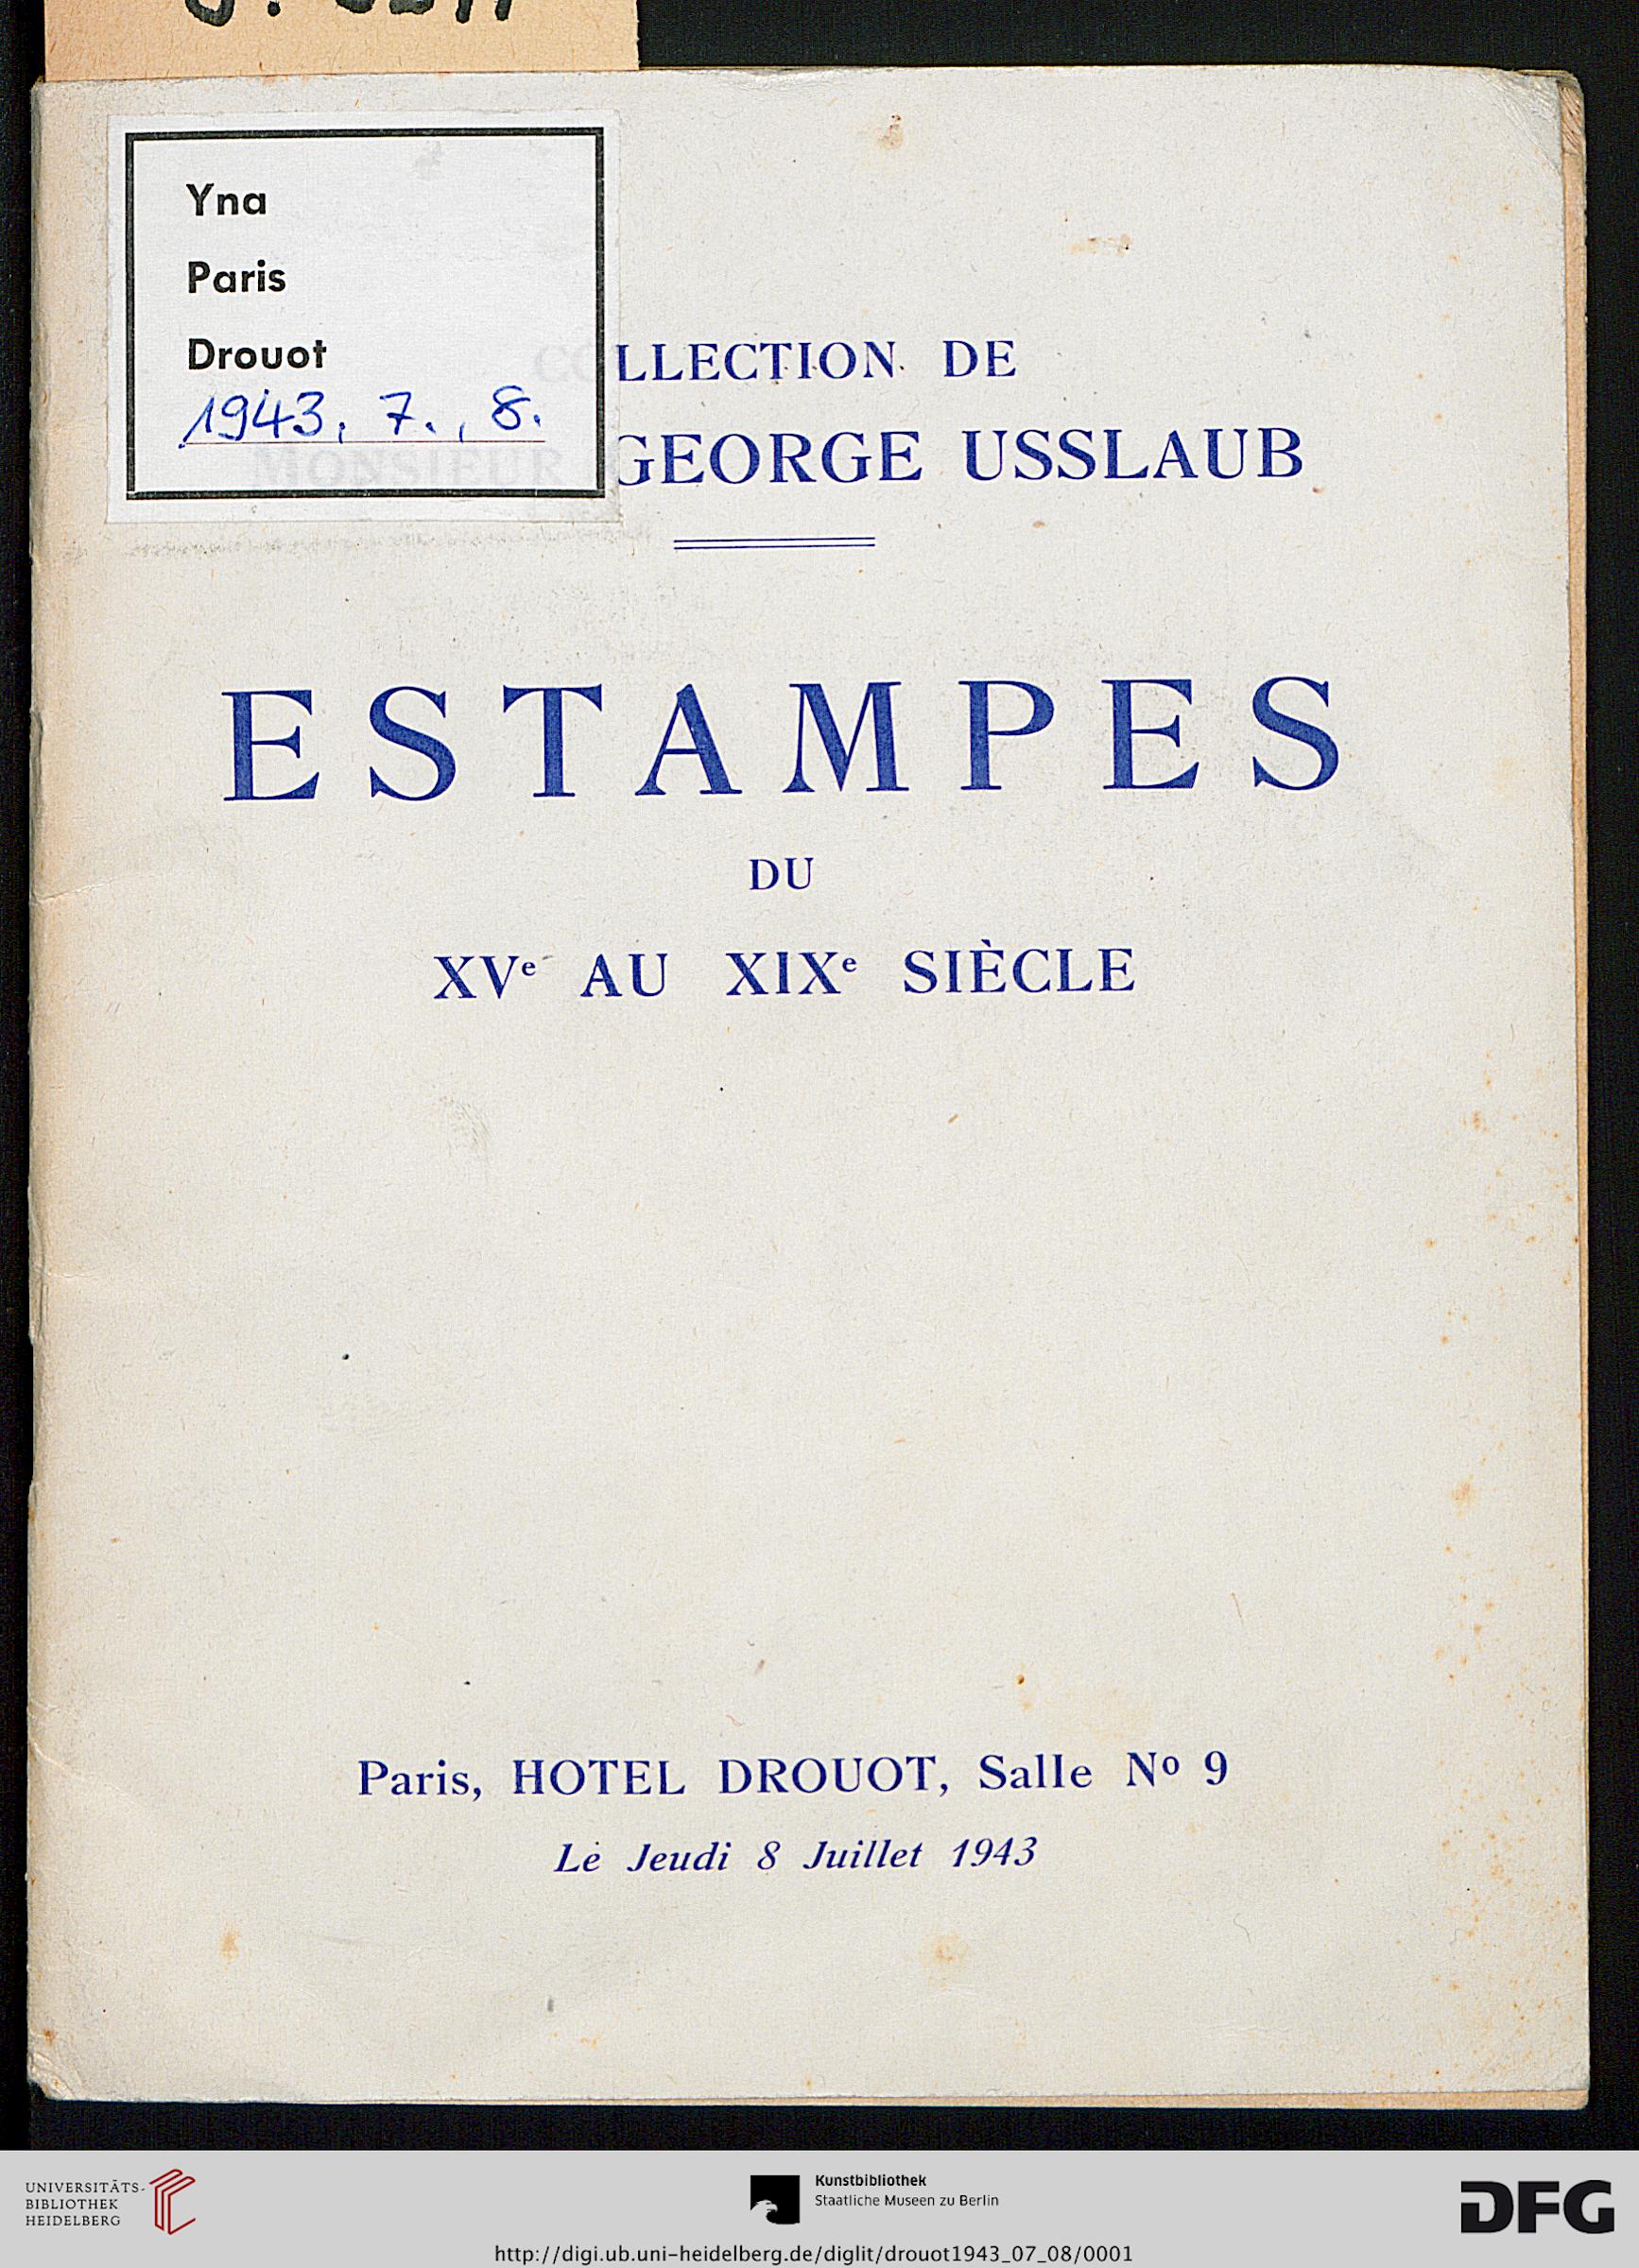 Yna
Paris
Drouot
1943, 7., 8.
COLLECTION DE
MONSIEUR GEORGE USSLAUB
ESTAMPES
DU
XVe AU XIXe SIÈCLE
Paris, HOTEL DROUOT, Salle No 9
Le Jeudi 8 Juillet 1943
UNIVERSITÄTS-
BIBLIOTHEK
HEIDELBERG
Kunstbibliothek
Staatliche Museen zu Berlin
DFG
http://digi.ub.uni-heidelberg.de/diglit/drouot1943_07_08/0001